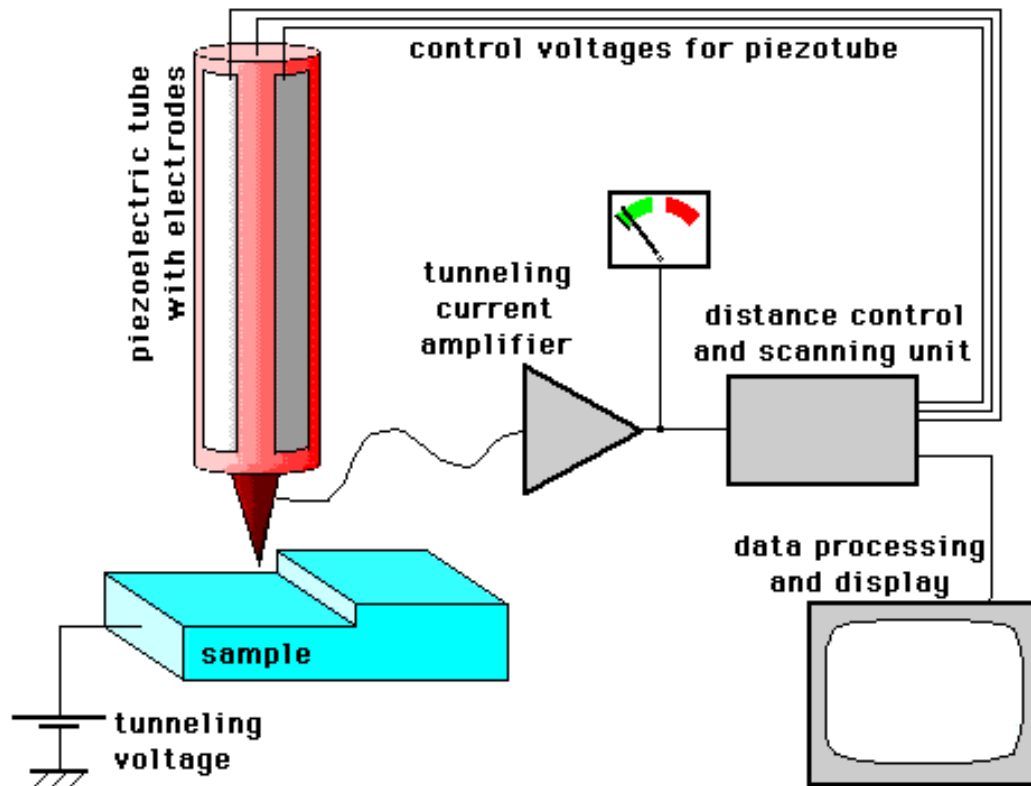 control voltages for piezotube
piezoelectric tube
with electrodes
tunneling
current
amplifier
distance control
and scanning unit
data processing
and display
sample
tunneling
voltage